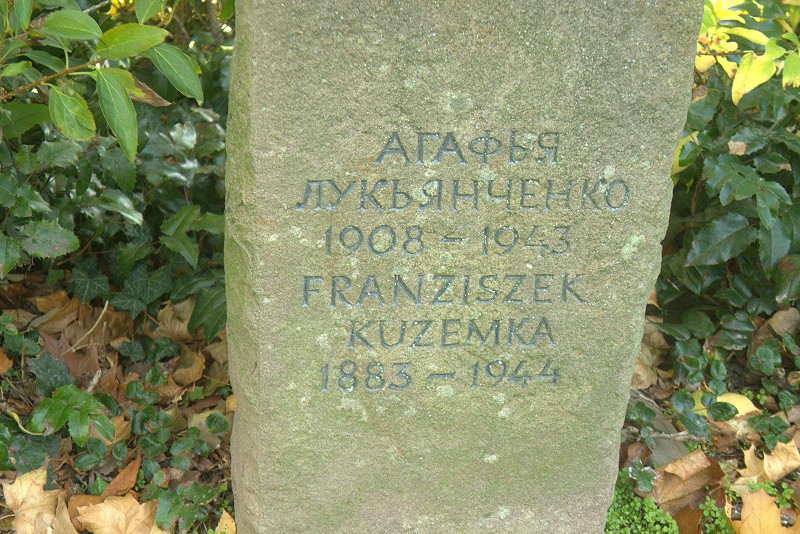 АГАФЬЯ
ЛУКЬЯНЧЕНКО
1908 – 1943
FRANZISZEK
KUZEMKA
1883 – 1944